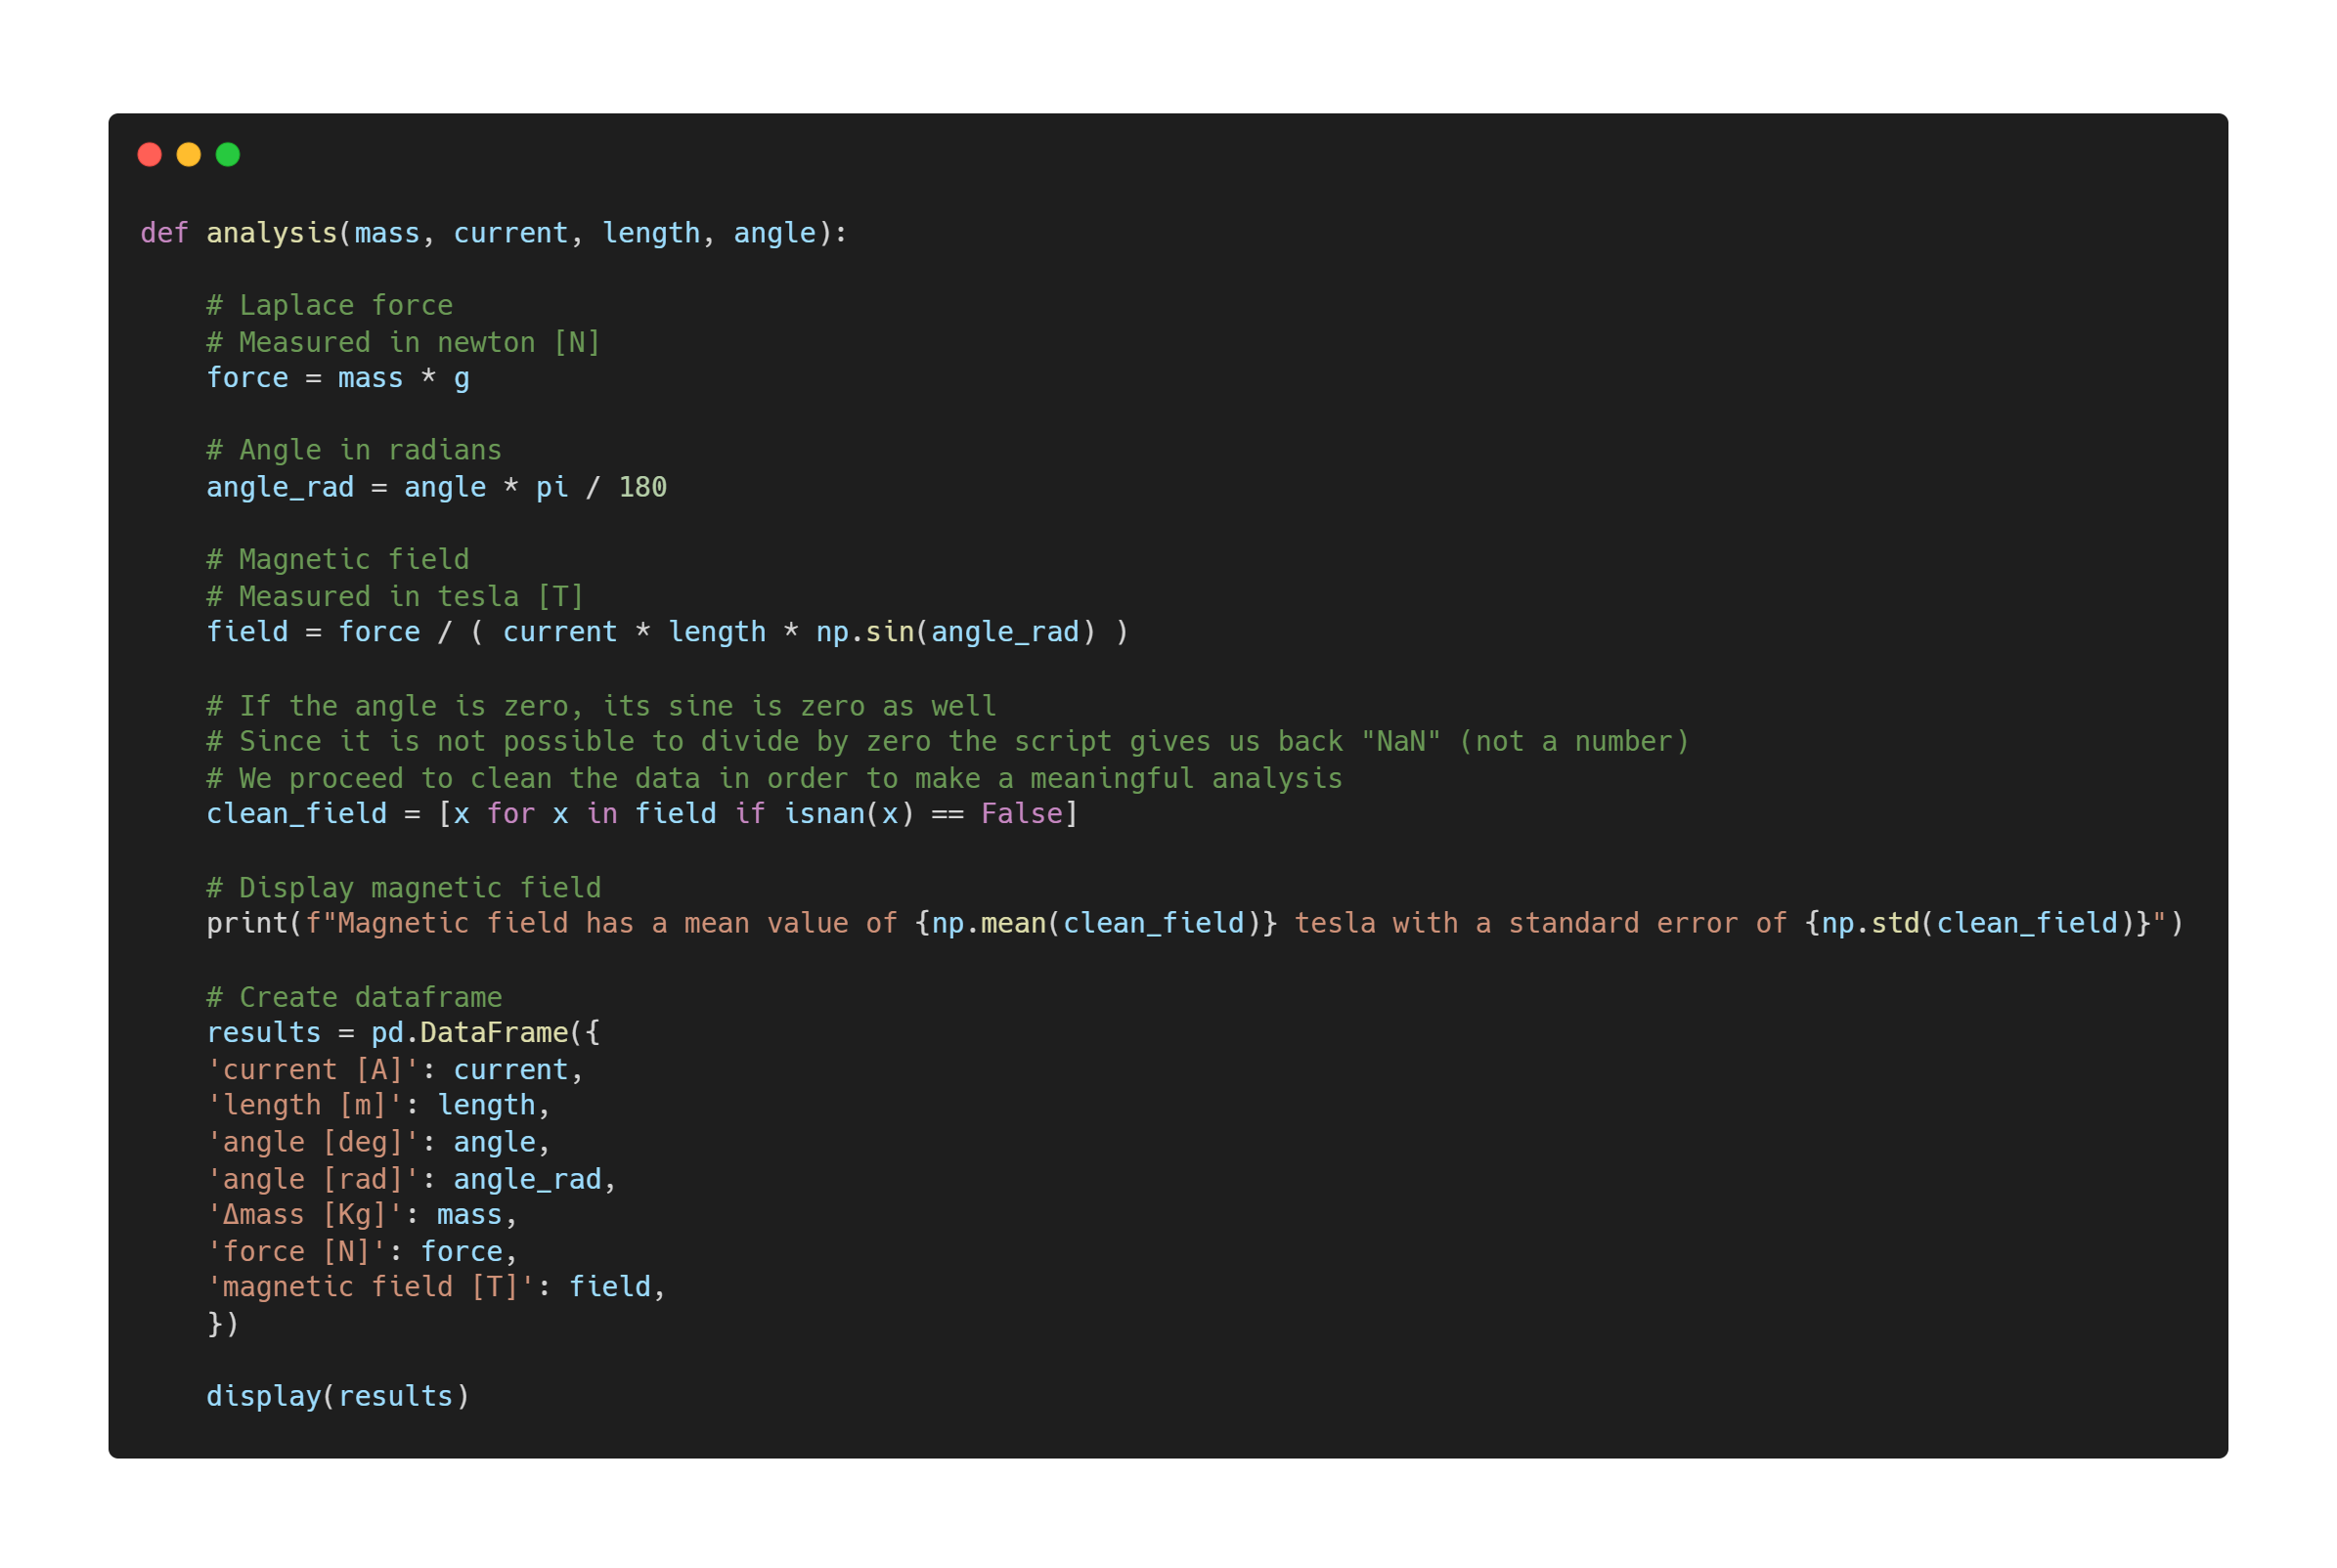 def analysis(mass, current, length, angle):

    # Laplace force
    # Measured in newton [N]
    force = mass * g

    # Angle in radians
    angle_rad = angle * pi / 180

    # Magnetic field
    # Measured in tesla [T]
    field = force / ( current * length * np.sin(angle_rad) )

    # If the angle is zero, its sine is zero as well
    # Since it is not possible to divide by zero the script gives us back "NaN" (not a number)
    # We proceed to clean the data in order to make a meaningful analysis
    clean_field = [x for x in field if isnan(x) == False]

    # Display magnetic field
    print(f"Magnetic field has a mean value of {np.mean(clean_field)} tesla with a standard error of {np.std(clean_field)}")

    # Create dataframe
    results = pd.DataFrame({
    'current [A]': current,
    'length [m]': length,
    'angle [deg]': angle,
    'angle [rad]': angle_rad,
    'Δmass [Kg]': mass,
    'force [N]': force,
    'magnetic field [T]': field,
    })

    display(results)